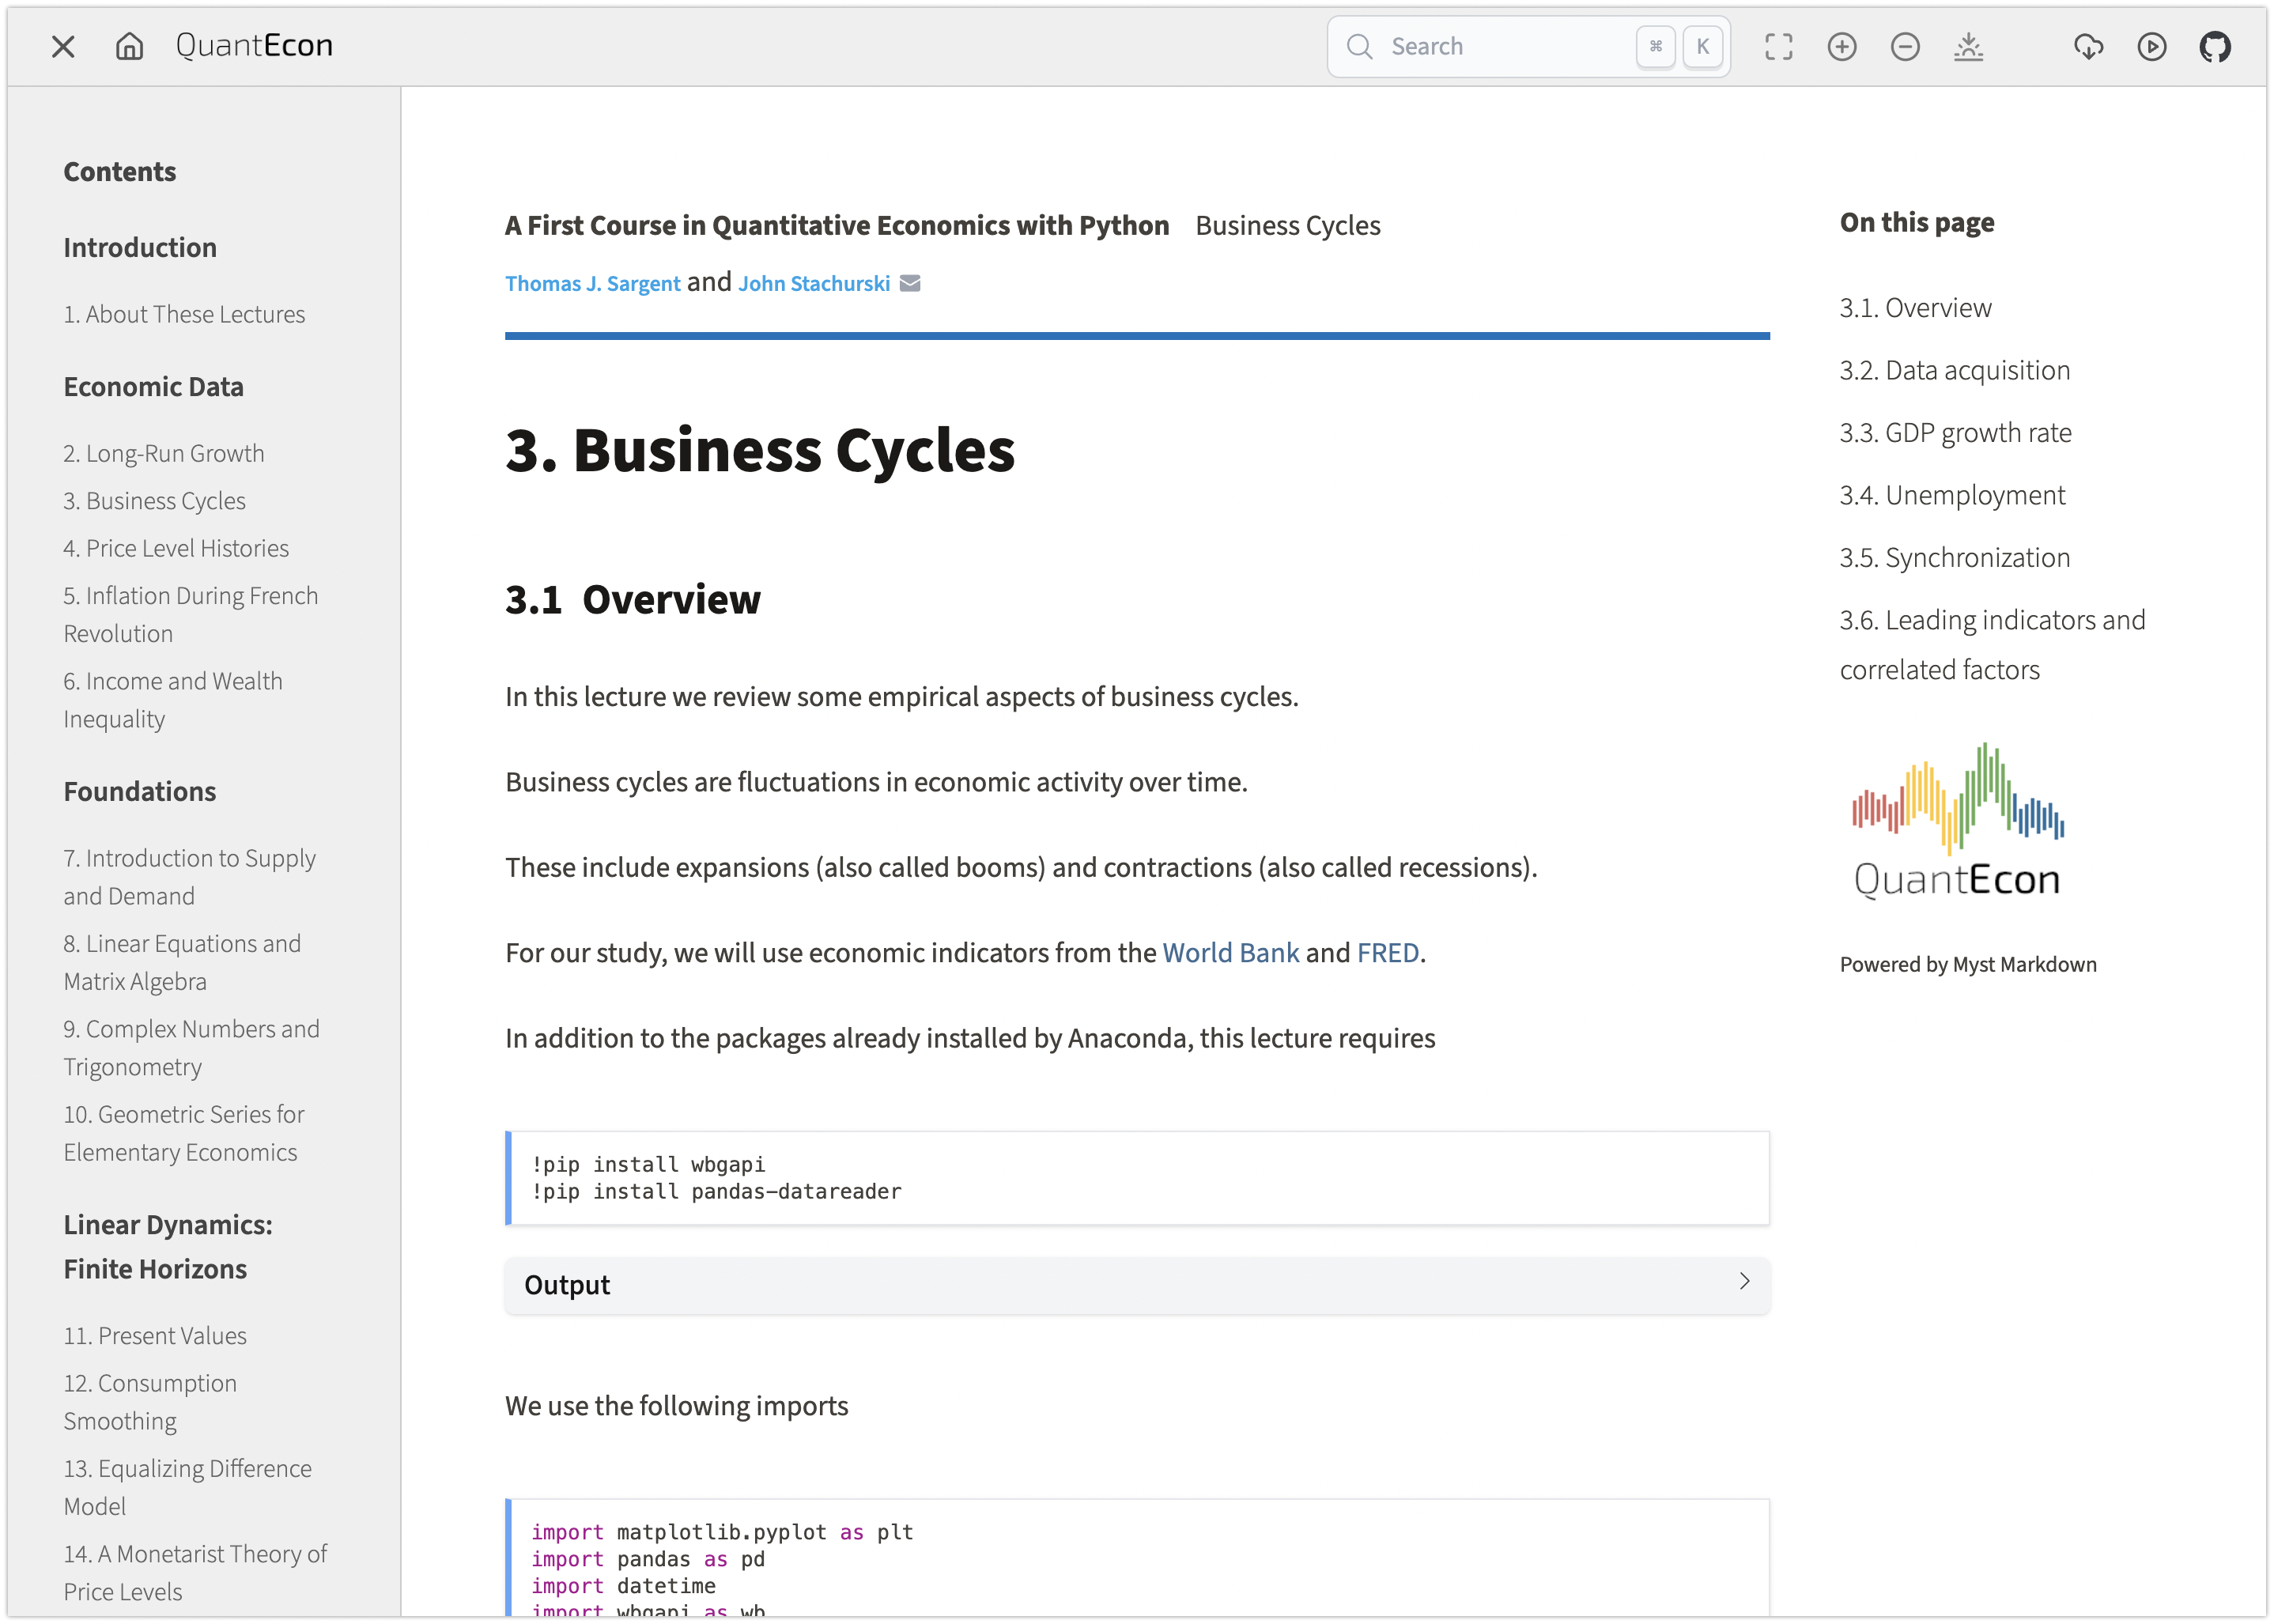 QuantEcon
Search
⌘ K
Contents
Introduction
1. About These Lectures
Economic Data
2. Long-Run Growth
3. Business Cycles
4. Price Level Histories
5. Inflation During French
Revolution
6. Income and Wealth
Inequality
Foundations
7. Introduction to Supply
and Demand
8. Linear Equations and
Matrix Algebra
9. Complex Numbers and
Trigonometry
10. Geometric Series for
Elementary Economics
Linear Dynamics:
Finite Horizons
11. Present Values
12. Consumption
Smoothing
13. Equalizing Difference
Model
14. A Monetarist Theory of
Price Levels
A First Course in Quantitative Economics with Python Business Cycles
Thomas J. Sargent and John Stachurski
3. Business Cycles
3.1 Overview
In this lecture we review some empirical aspects of business cycles.
Business cycles are fluctuations in economic activity over time.
These include expansions (also called booms) and contractions (also called recessions).
For our study, we will use economic indicators from the World Bank and FRED.
In addition to the packages already installed by Anaconda, this lecture requires
!pip install wbgapi
!pip install pandas-datareader
Output
We use the following imports
import matplotlib.pyplot as plt
import pandas as pd
import datetime
import wbgapi as wb
On this page
3.1. Overview
3.2. Data acquisition
3.3. GDP growth rate
3.4. Unemployment
3.5. Synchronization
3.6. Leading indicators and
correlated factors
QuantEcon
Powered by Myst Markdown